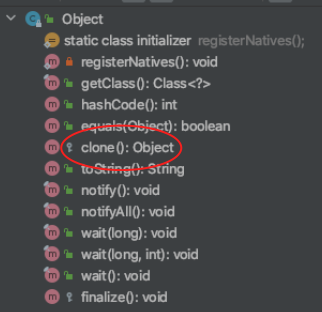 Object
static class initializer registerNatives();
registerNatives(): void
getClass(): Class<?>
hashCode(): int
equals(Object): boolean
clone(): Object
toString(): String
notify(): void
notifyAll(): void
wait(long): void
wait(long, int): void
wait(): void
finalize(): void